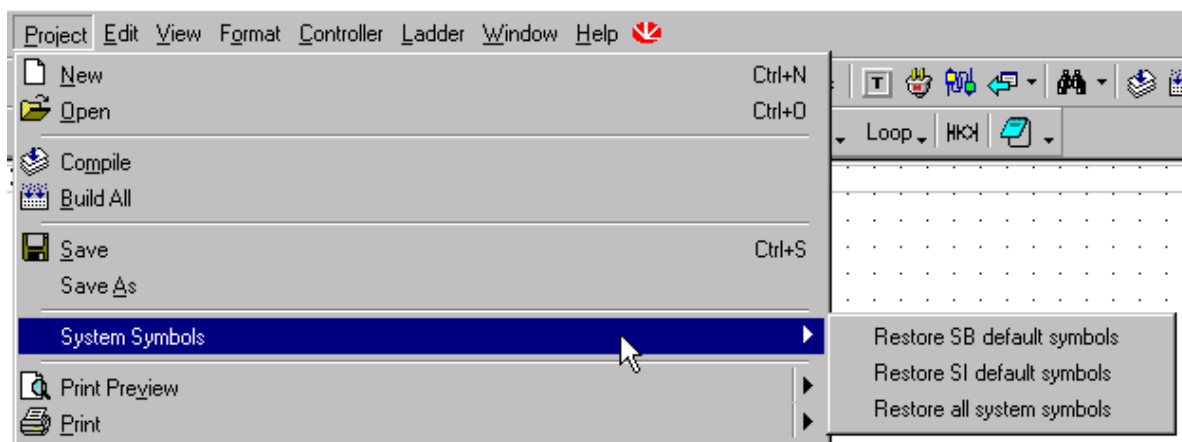 Project Edit View Format Controller Ladder Window Help
New Ctrl+N
Open Ctrl+O
T
Loop
Compile
Build All
Save Ctrl+S
Save As
System Symbols
Restore SB default symbols
Restore SI default symbols
Restore all system symbols
Print Preview
Print